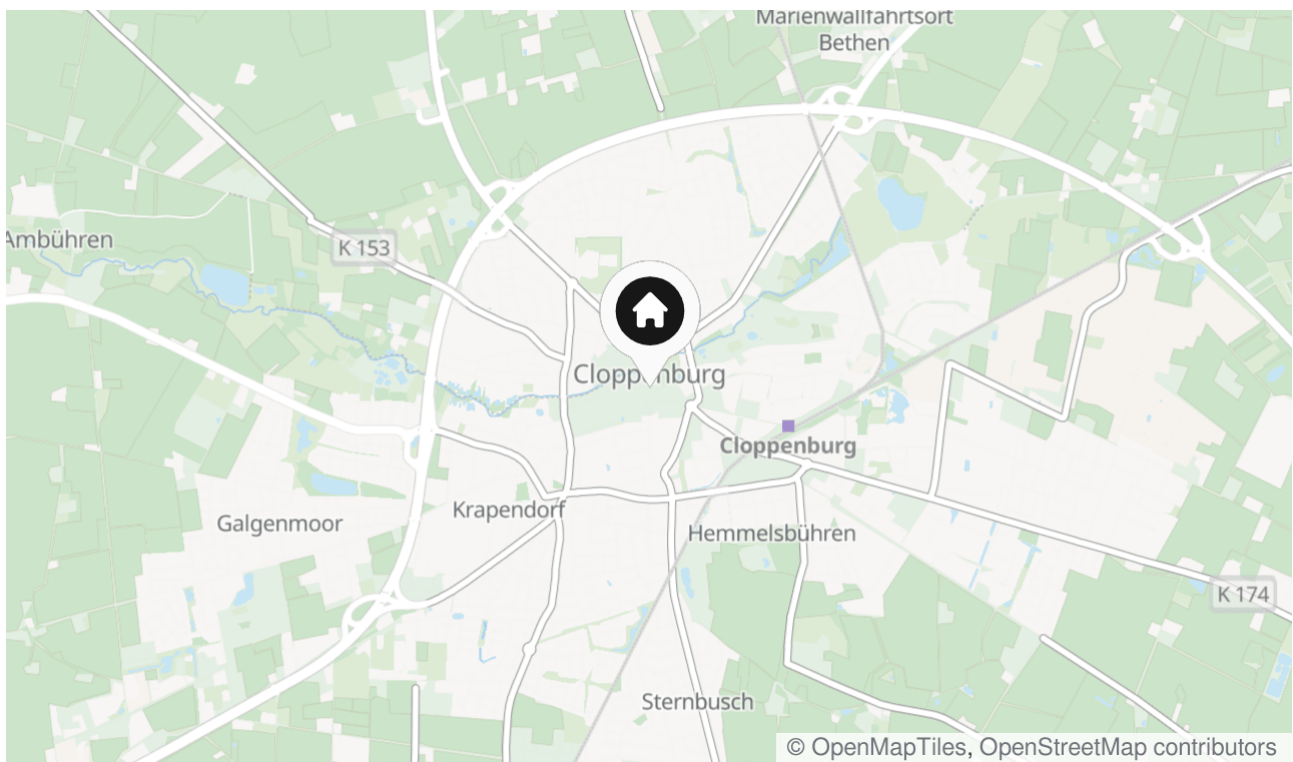 Marienwallfahrtsort
Bethen
Ambühren
K 153
Cloppenburg
Cloppenburg
Krapendorf
Galgenmoor
Hemmelsbühren
K 174
Sternbusch
© OpenMapTiles, OpenStreetMap contributors